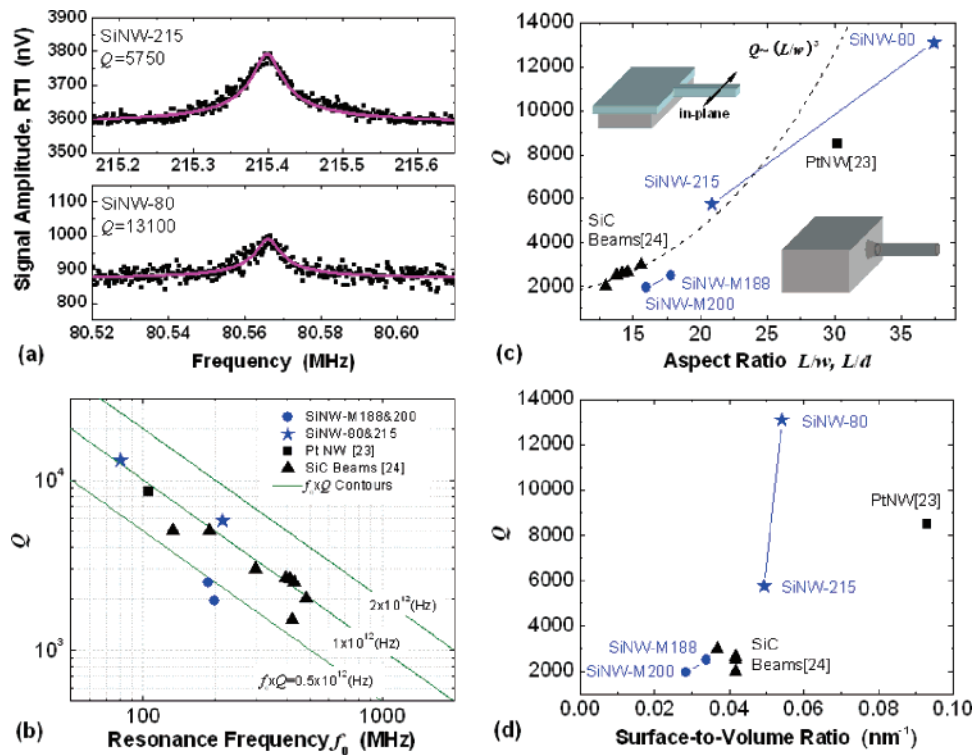 SiNW-215
Q=5750
3900
3800
3700
3600
3500
215.2 215.3 215.4 215.5 215.6
SiNW-80
Q=13100
1100
1000
900
800
80.52 80.54 80.56 80.58 80.60
Signal Amplitude, RTI (nV)
Frequency (MHz)
(a)
SiNW-M188&200
SiNW-80&215
Pt NW [23]
SiC Beams [24]
f₀xQ Contours
10⁴
10³
Q
2x10¹²(Hz)
1x10¹²(Hz)
f₀xQ=0.5x10¹²(Hz)
100 1000
Resonance Frequency f₀ (MHz)
(b)
14000
12000
10000
8000
6000
4000
2000
Q
SiNW-80
Q~(L/w)³
in-plane
PtNW[23]
SiNW-215
SiC
Beams[24]
SiNW-M188
SiNW-M200
15 20 25 30 35
Aspect Ratio L/w, L/d
(c)
14000
12000
10000
8000
6000
4000
2000
Q
SiNW-80
PtNW[23]
SiNW-215
SiNW-M188
SiNW-M200
SiC
Beams[24]
0.00 0.02 0.04 0.06 0.08 0.10
Surface-to-Volume Ratio (nm⁻¹)
(d)